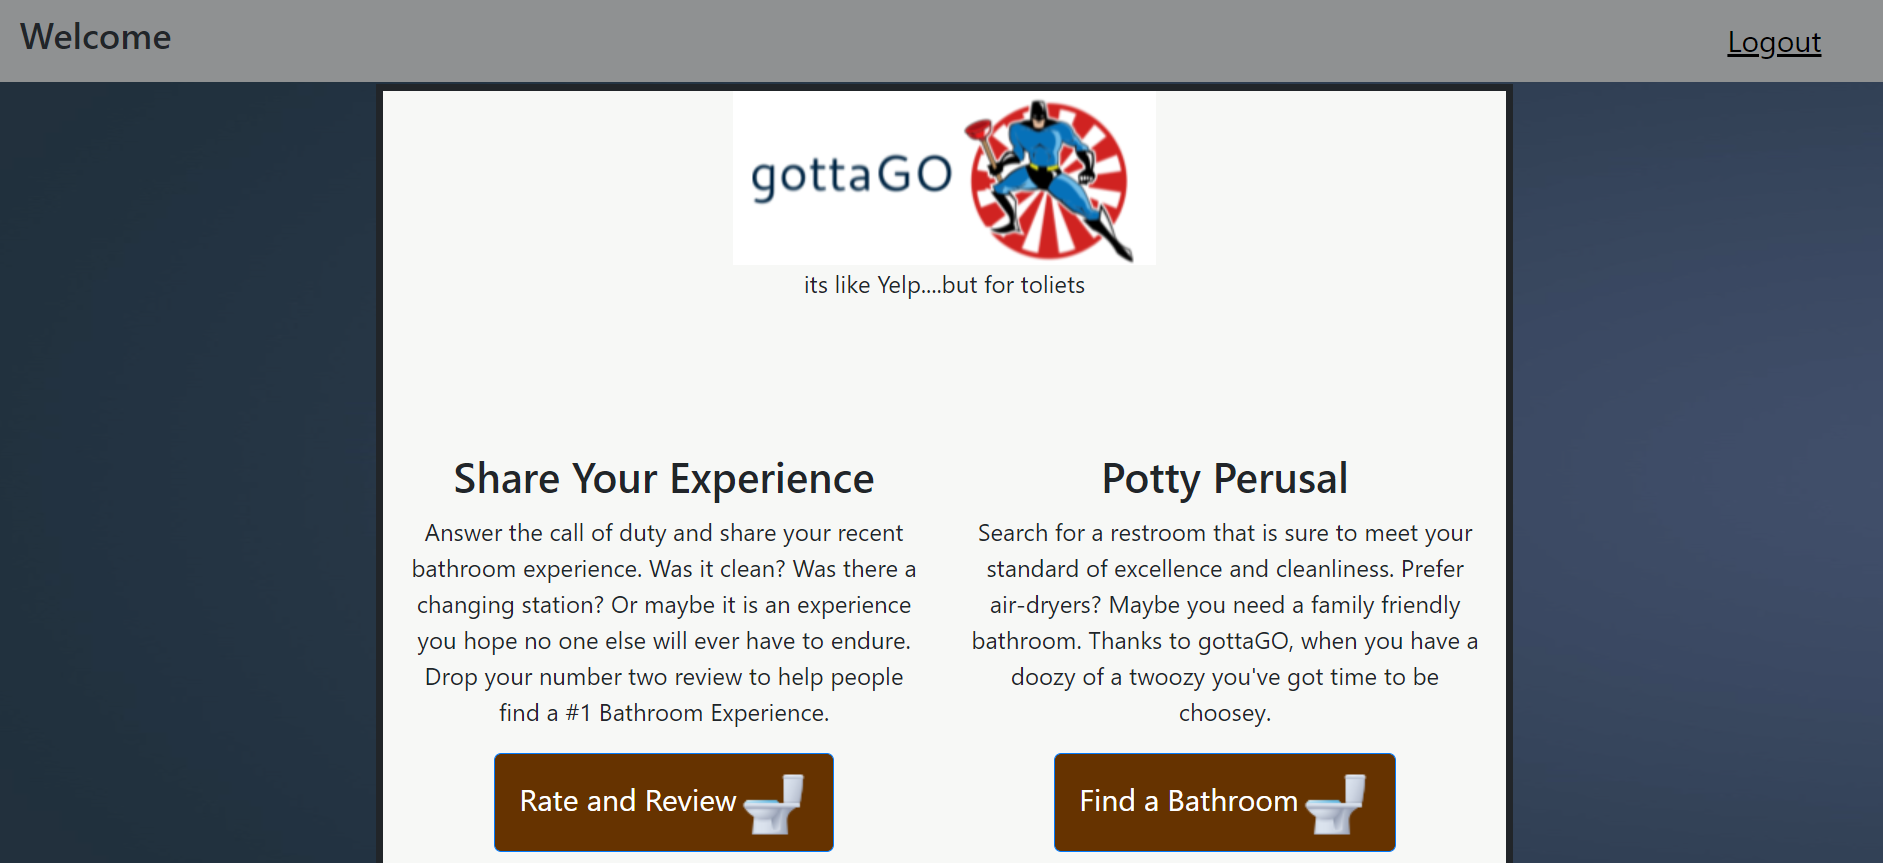 Welcome
Logout
gottaGO
its like Yelp....but for toliets
Share Your Experience
Answer the call of duty and share your recent
bathroom experience. Was it clean? Was there a
changing station? Or maybe it is an experience
you hope no one else will ever have to endure.
Drop your number two review to help people
find a #1 Bathroom Experience.
Rate and Review
Potty Perusal
Search for a restroom that is sure to meet your
standard of excellence and cleanliness. Prefer
air-dryers? Maybe you need a family friendly
bathroom. Thanks to gottaGO, when you have a
doozy of a twoozy you've got time to be
choosey.
Find a Bathroom